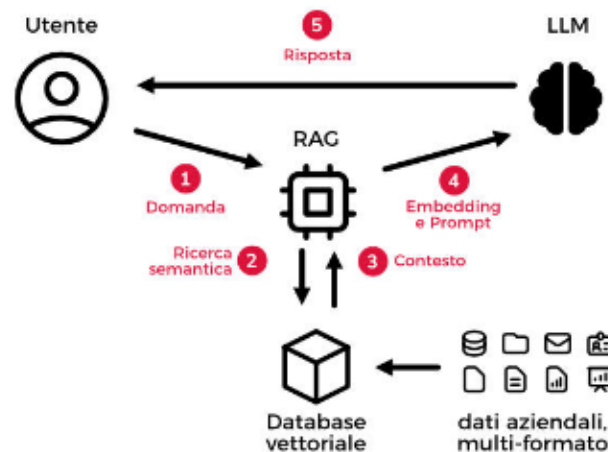 Utente
5
LLM
Risposta
RAG
1
Domanda
4
Embedding
e Prompt
Ricerca
semantica
2
3
Contesto
Database
vettoriale
dati aziendali,
multi-formato